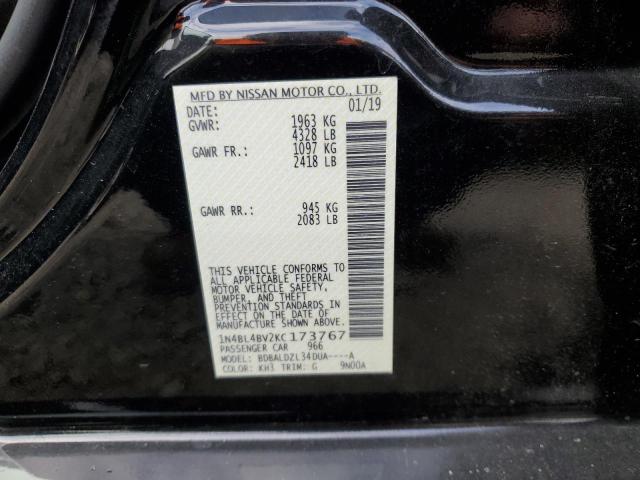 MFD BY NISSAN MOTOR CO., LTD.
DATE: 01/19
GVWR: 1963 KG
4328 LB
GAWR FR.: 1097 KG
2418 LB
GAWR RR.: 945 KG
2083 LB
THIS VEHICLE CONFORMS TO
ALL APPLICABLE FEDERAL
MOTOR VEHICLE SAFETY,
BUMPER, AND THEFT
PREVENTION STANDARDS IN
EFFECT ON THE DATE OF
MANUFACTURE SHOWN ABOVE.
1N4BL4BV2KC173767
PASSENGER CAR 966
MODEL: BDBALDZL34DUA----A
COLOR: KH3 TRIM: G 9N00A